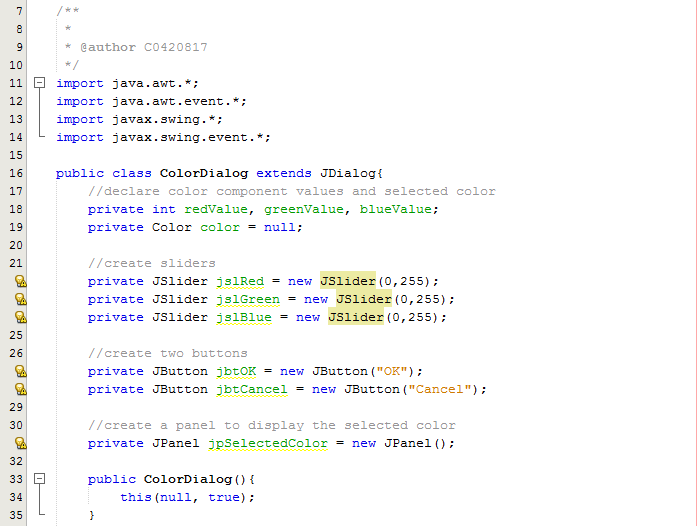 7 /**
8 *
9 * @author C0420817
10 */
11 import java.awt.*;
12 import java.awt.event.*;
13 import javax.swing.*;
14 import javax.swing.event.*;
15
16 public class ColorDialog extends JDialog{
17 //declare color component values and selected color
18 private int redValue, greenValue, blueValue;
19 private Color color = null;
20
21 //create sliders
private JSlider jslRed = new JSlider(0,255);
private JSlider jslGreen = new JSlider(0,255);
private JSlider jslBlue = new JSlider(0,255);
25
26 //create two buttons
private JButton jbtOK = new JButton("OK");
private JButton jbtCancel = new JButton("Cancel");
29
30 //create a panel to display the selected color
private JPanel jpSelectedColor = new JPanel();
32
33 public ColorDialog(){
34 this(null, true);
35 }